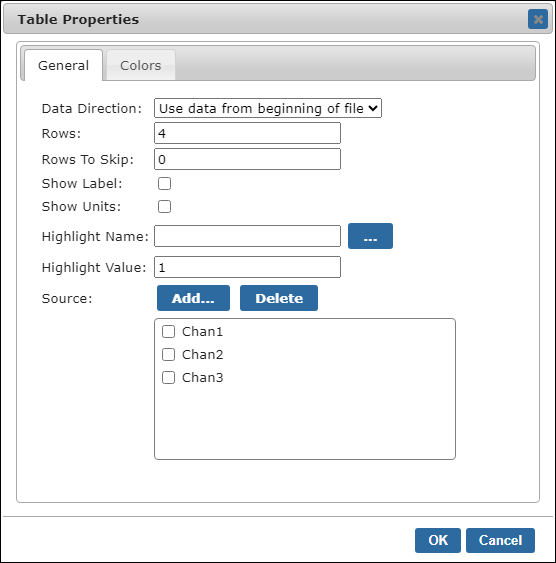 Table Properties
General Colors
Data Direction: Use data from beginning of file
Rows: 4
Rows To Skip: 0
Show Label:
Show Units:
Highlight Name: ...
Highlight Value: 1
Source: Add... Delete
Chan1
Chan2
Chan3
OK Cancel